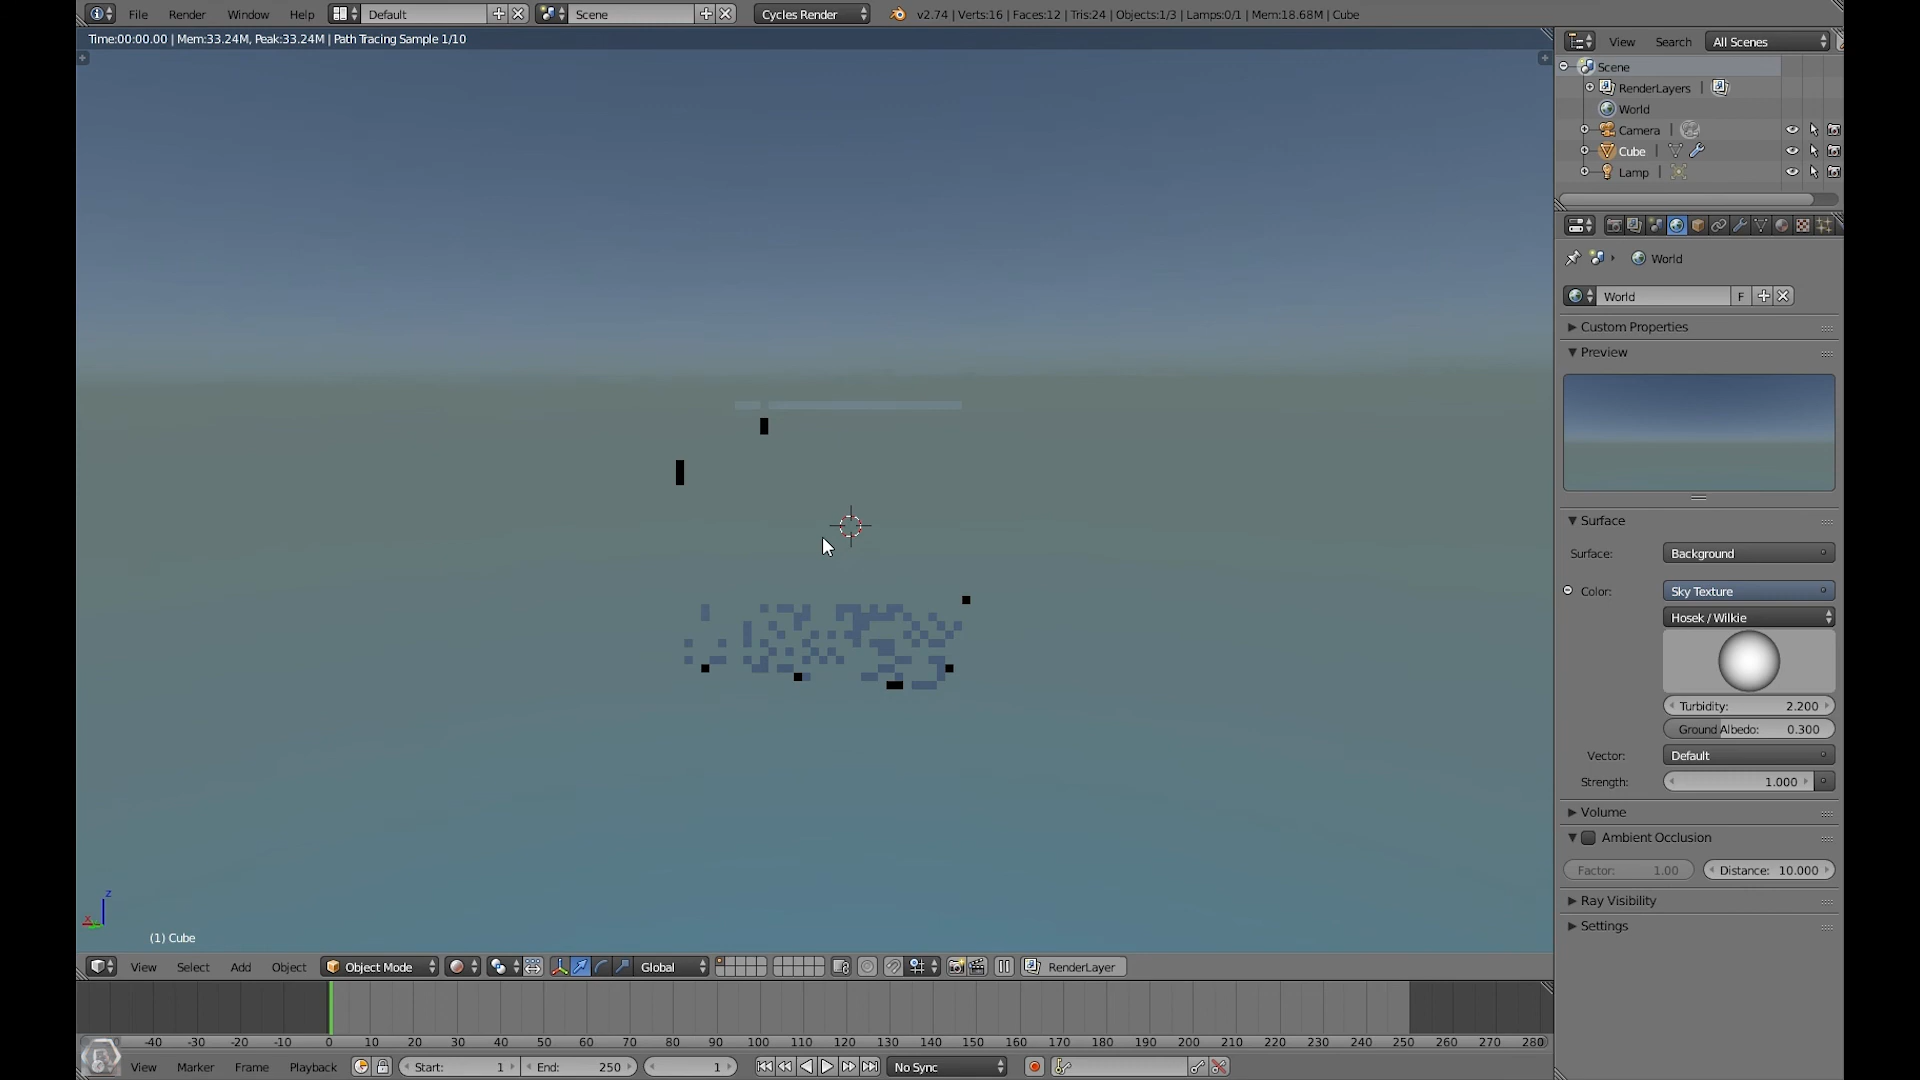 File Render Window Help Default Scene Cycles Render v2.74 | Verts:16 | Faces:12 | Tris:24 | Objects:1/3 | Lamps:0/1 | Mem:18.68M | Cube
Time:00:00.00 | Mem:33.24M, Peak:33.24M | Path Tracing Sample 1/10
View Search All Scenes
Scene
RenderLayers |
World
Camera |
Cube |
Lamp |
World
World F
Custom Properties
Preview
Surface
Surface: Background
Color: Sky Texture
Hosek / Wilkie
Turbidity: 2.200
Ground Albedo: 0.300
Vector: Default
Strength: 1.000
Volume
Ambient Occlusion
Factor: 1.00 Distance: 10.000
Ray Visibility
Settings
z
x
(1) Cube
View Select Add Object Object Mode Global RenderLayer
-40 -30 -20 -10 0 10 20 30 40 50 60 70 80 90 100 110 120 130 140 150 160 170 180 190 200 210 220 230 240 250 260 270 280
View Marker Frame Playback Start: 1 End: 250 1 No Sync